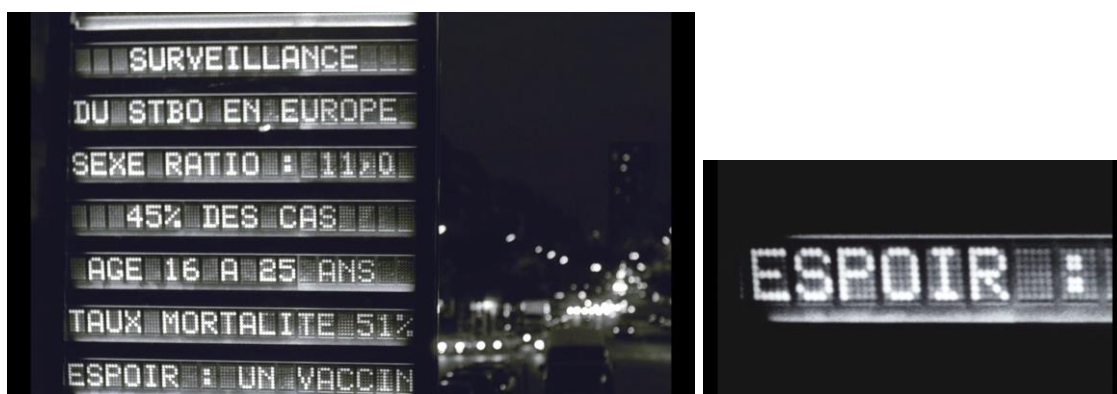 SURVEILLANCE
DU STBO EN EUROPE
SEXE RATIO : 11,0
45% DES CAS
AGE 16 A 25 ANS
TAUX MORTALITE 51%
ESPOIR : UN VACCIN
ESPOIR :